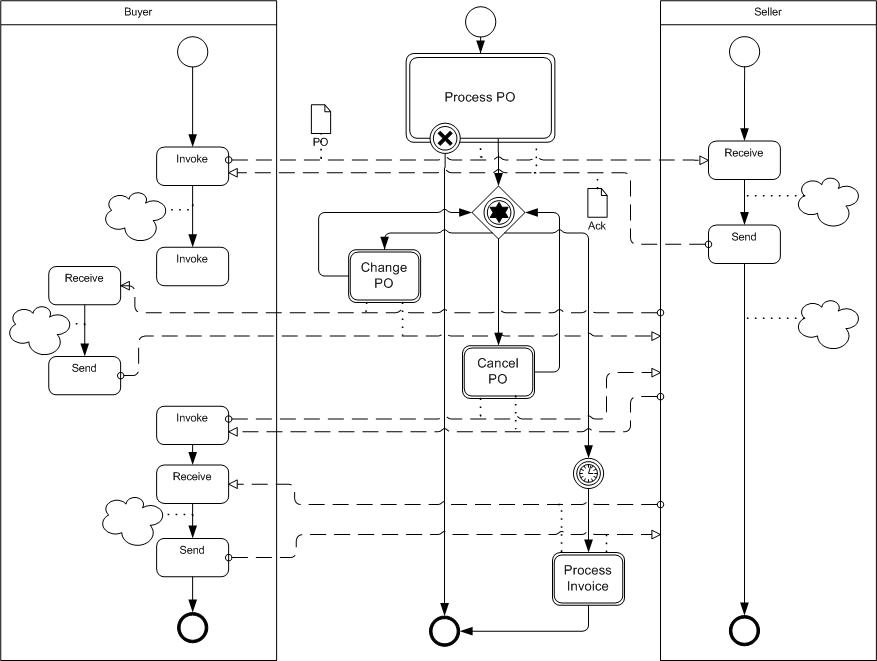 Buyer
Seller
Process PO
PO
Invoke
Receive
Ack
Send
Invoke
Change
PO
Receive
Cancel
PO
Send
Invoke
Receive
Send
Process
Invoice